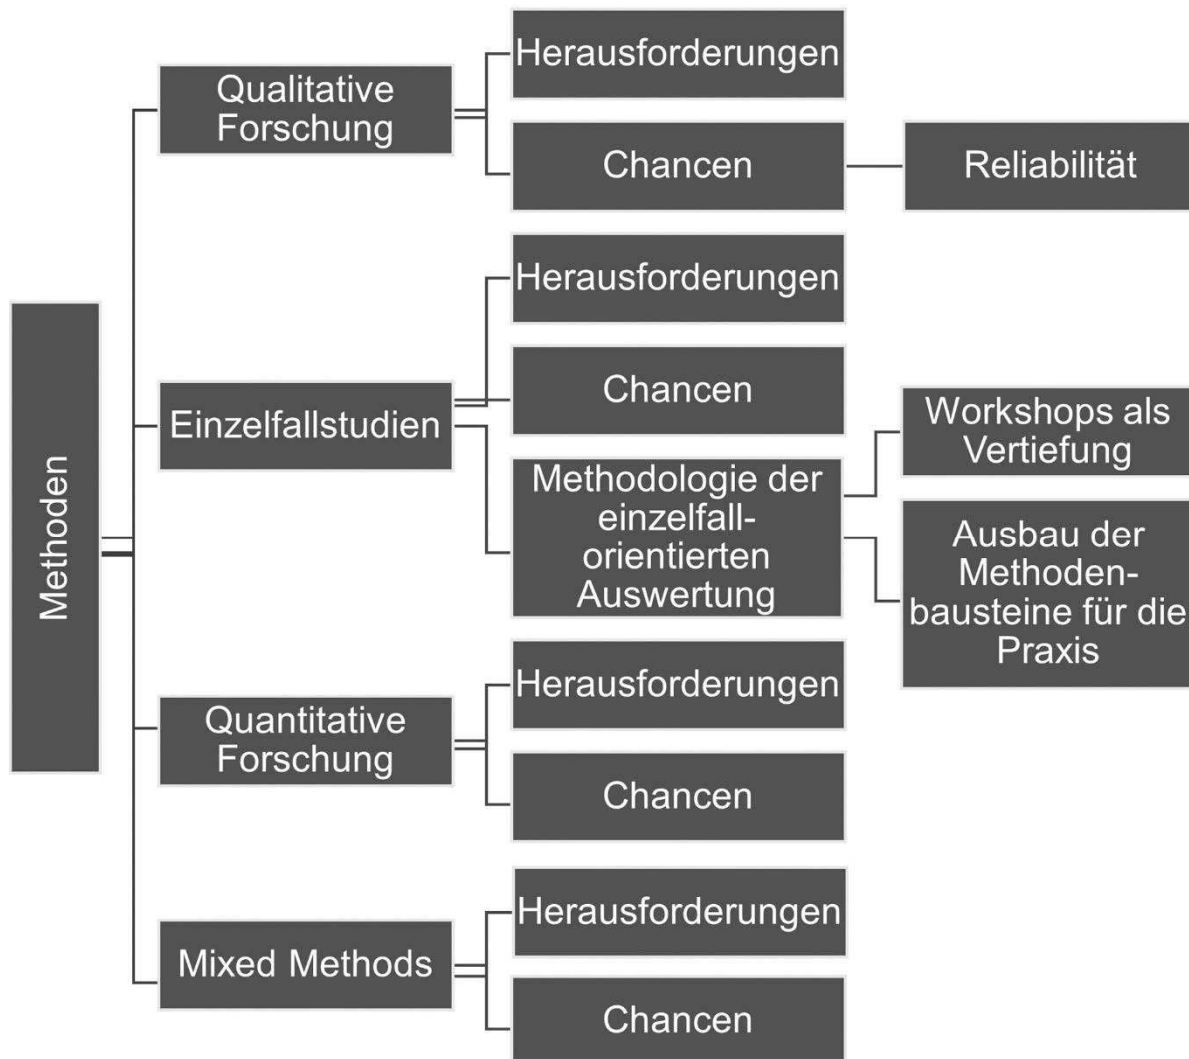 Methoden
Qualitative
Forschung
Herausforderungen
Chancen
Reliabilität
Einzelfallstudien
Herausforderungen
Chancen
Methodologie der
einzelfall-
orientierten
Auswertung
Workshops als
Vertiefung
Ausbau der
Methoden-
bausteine für die
Praxis
Quantitative
Forschung
Herausforderungen
Chancen
Mixed Methods
Herausforderungen
Chancen